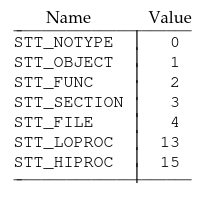 Name Value
STT_NOTYPE 0
STT_OBJECT 1
STT_FUNC 2
STT_SECTION 3
STT_FILE 4
STT_LOPROC 13
STT_HIPROC 15